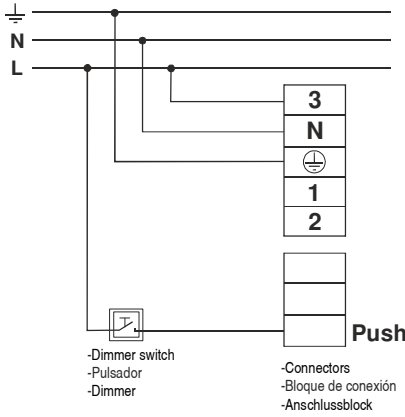 N
L
3
N
1
2
Push
-Dimmer switch
-Pulsador
-Dimmer
-Connectors
-Bloque de conexión
-Anschlussblock